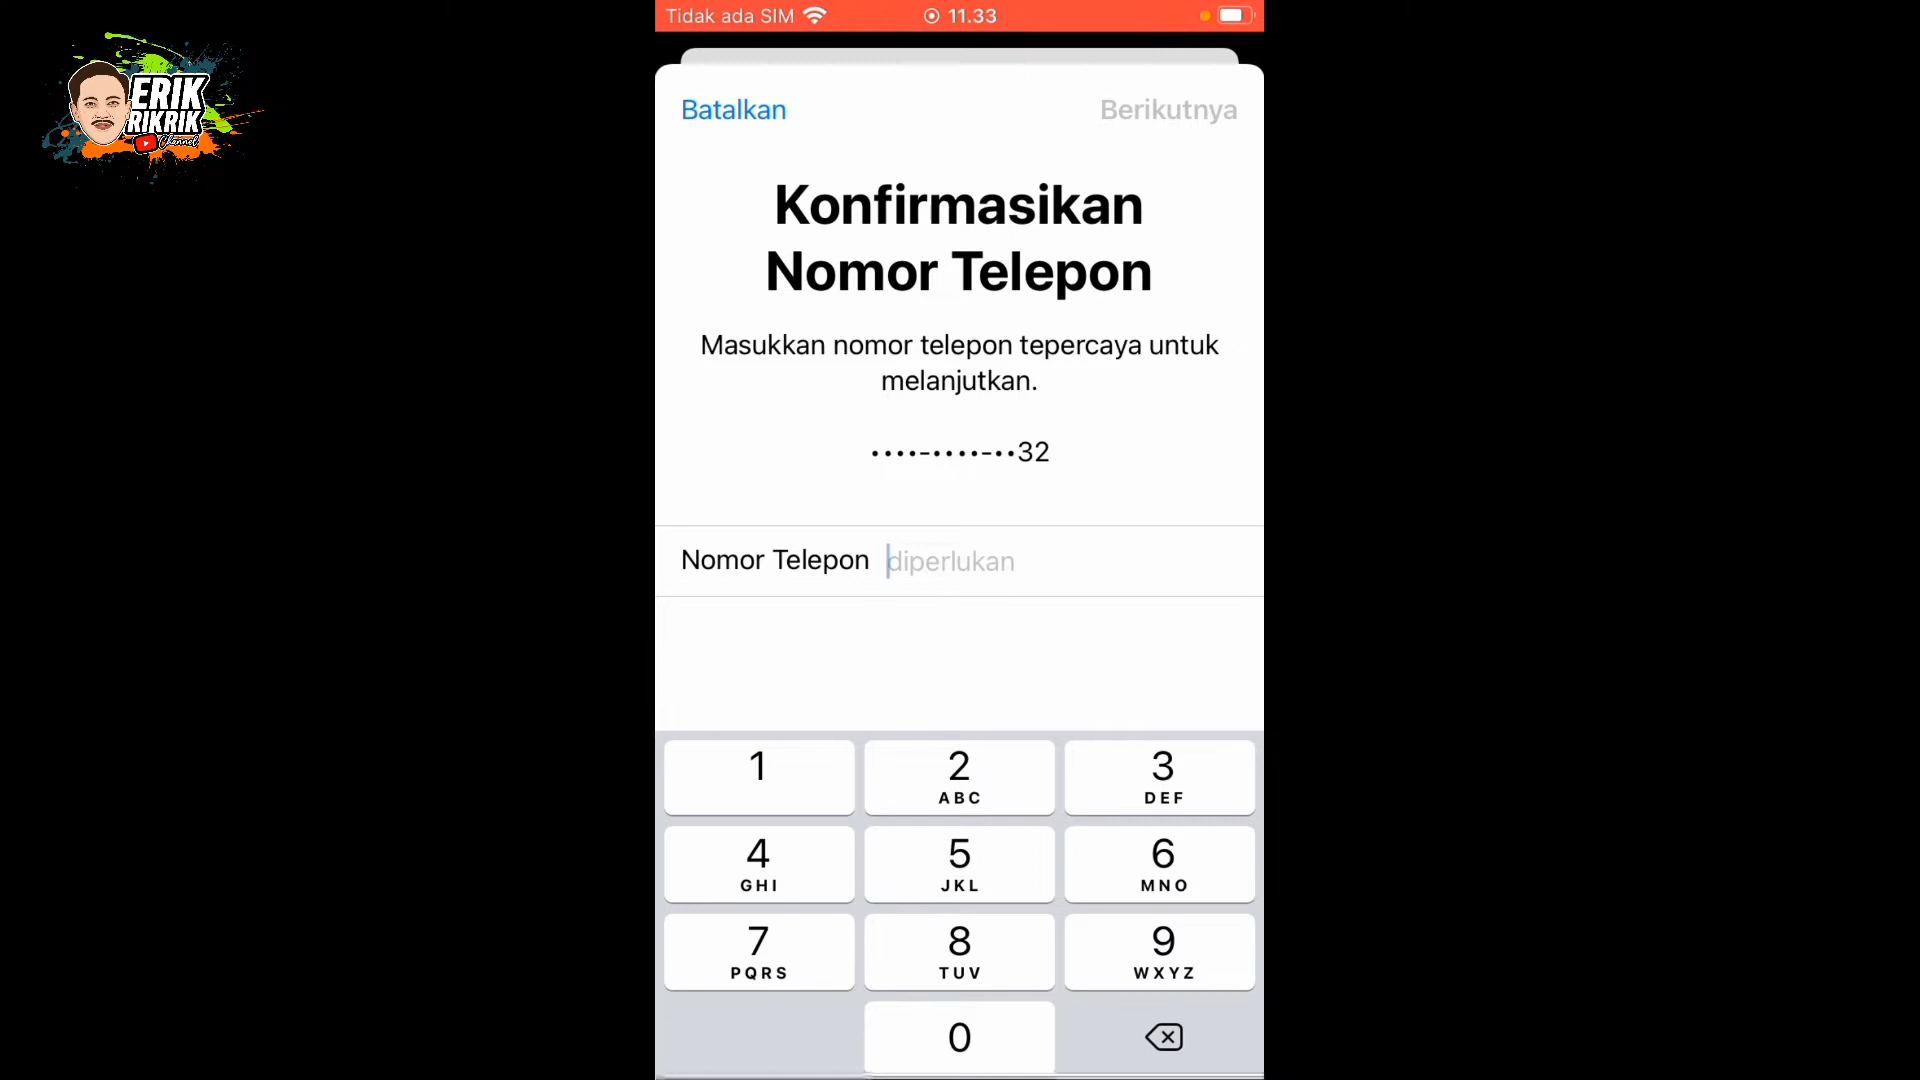 Tidak ada SIM 11.33
ERIK
RIKRIK
Channel
Batalkan Berikutnya
Konfirmasikan
Nomor Telepon
Masukkan nomor telepon tepercaya untuk
melanjutkan.
••••-••••-••32
Nomor Telepon diperlukan
1 2 3
ABC DEF
4 5 6
GHI JKL MNO
7 8 9
PQRS TUV WXYZ
0